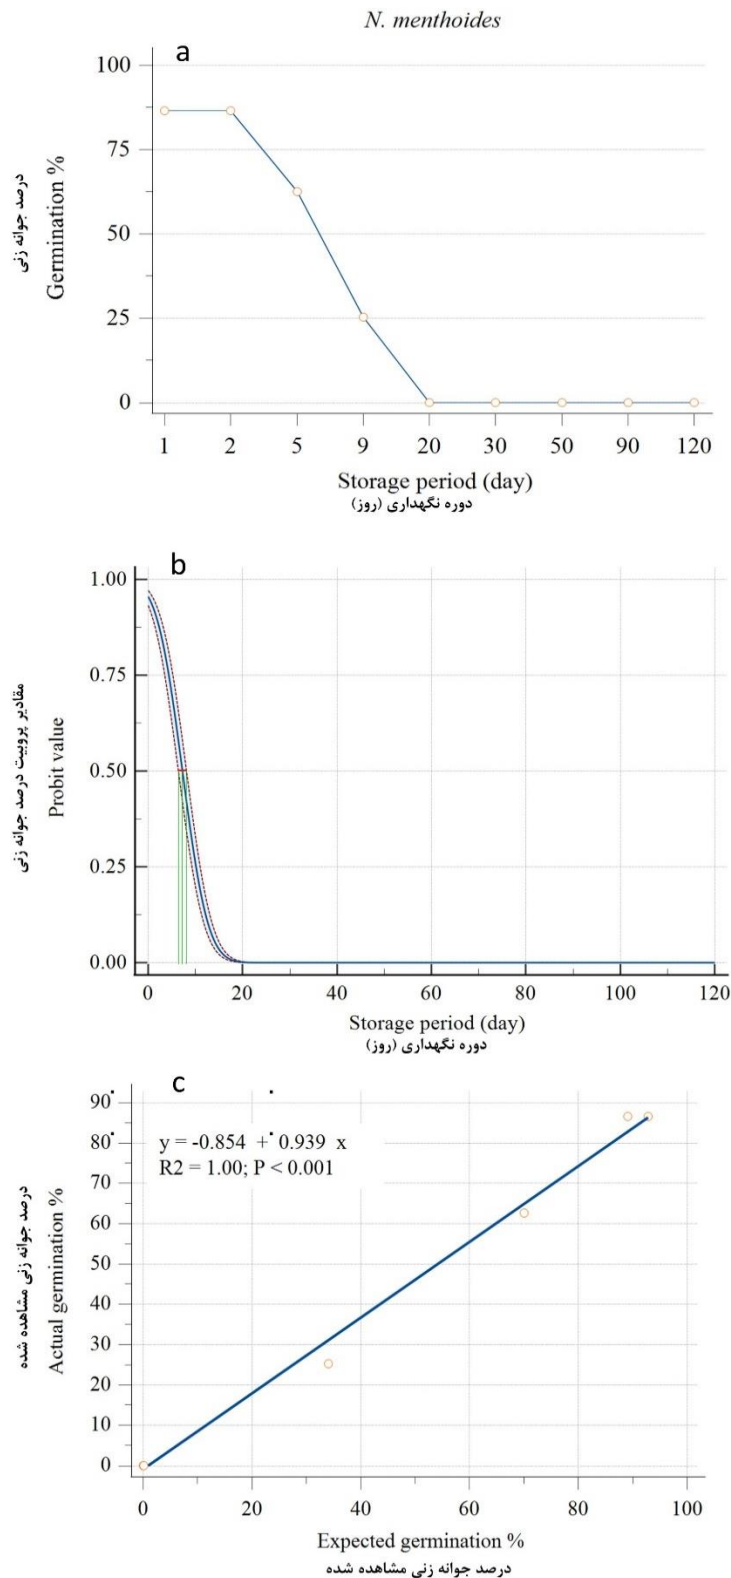 N. menthoides
a
100
75
50
25
0
درصد جوانه زنی
Germination %
1 2 5 9 20 30 50 90 120
Storage period (day)
دوره نگهداری (روز)
b
1.00
0.75
0.50
0.25
0.00
مقادیر پروبیت درصد جوانه زنی
Probit value
0 20 40 60 80 100 120
Storage period (day)
دوره نگهداری (روز)
c
90
80
70
60
50
40
30
20
10
0
y = -0.854 + 0.939 x
R2 = 1.00; P < 0.001
درصد جوانه زنی مشاهده شده
Actual germination %
0 20 40 60 80 100
Expected germination %
درصد جوانه زنی مشاهده شده